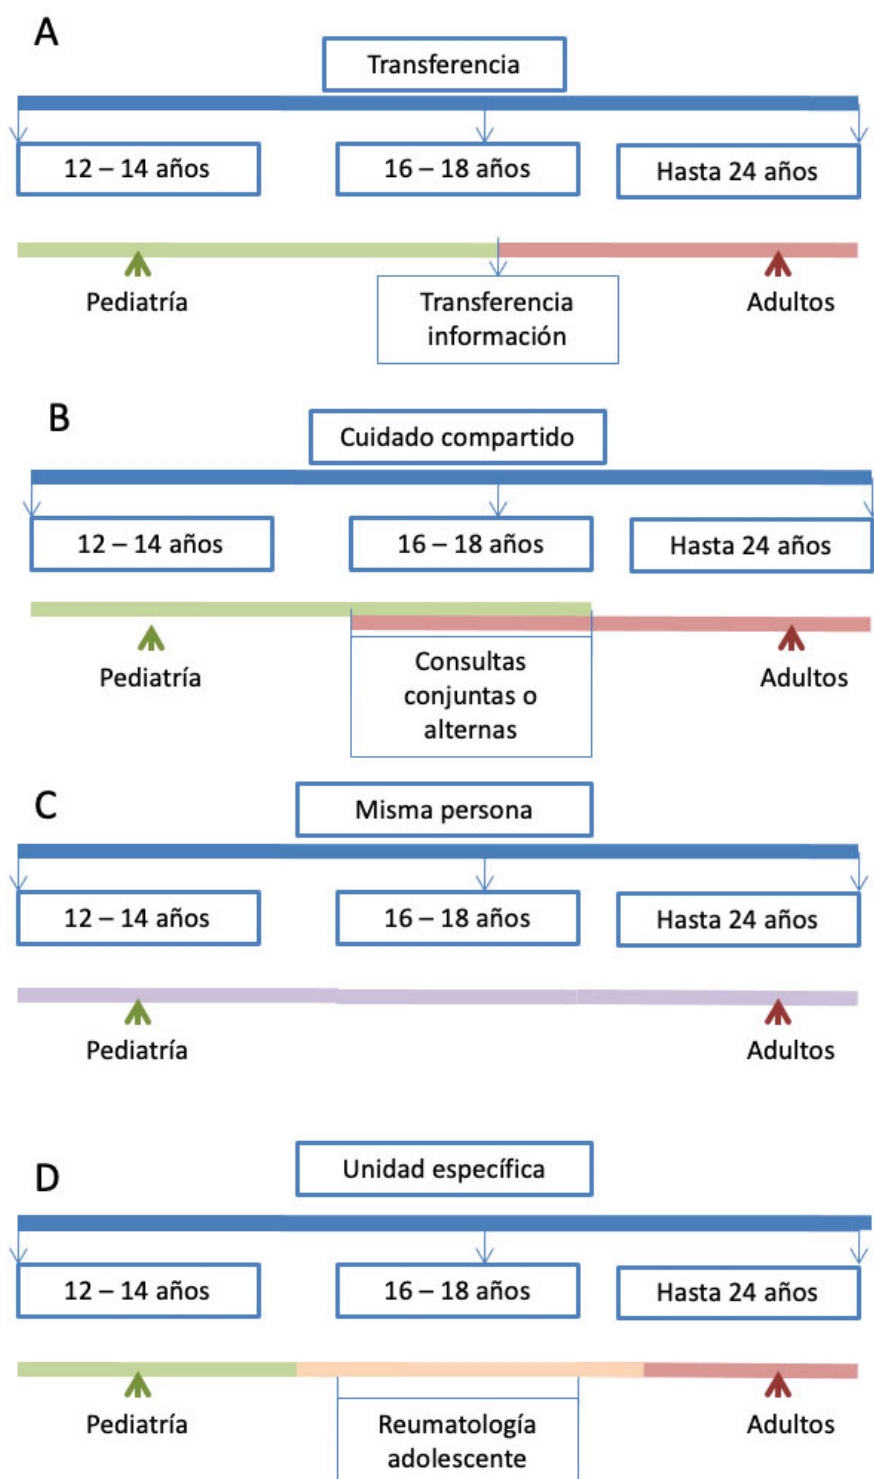 A
Transferencia
12 – 14 años
16 – 18 años
Hasta 24 años
Pediatría
Transferencia
información
Adultos
B
Cuidado compartido
12 – 14 años
16 – 18 años
Hasta 24 años
Pediatría
Consultas
conjuntas o
alternas
Adultos
C
Misma persona
12 – 14 años
16 – 18 años
Hasta 24 años
Pediatría
Adultos
D
Unidad específica
12 – 14 años
16 – 18 años
Hasta 24 años
Pediatría
Reumatología
adolescente
Adultos